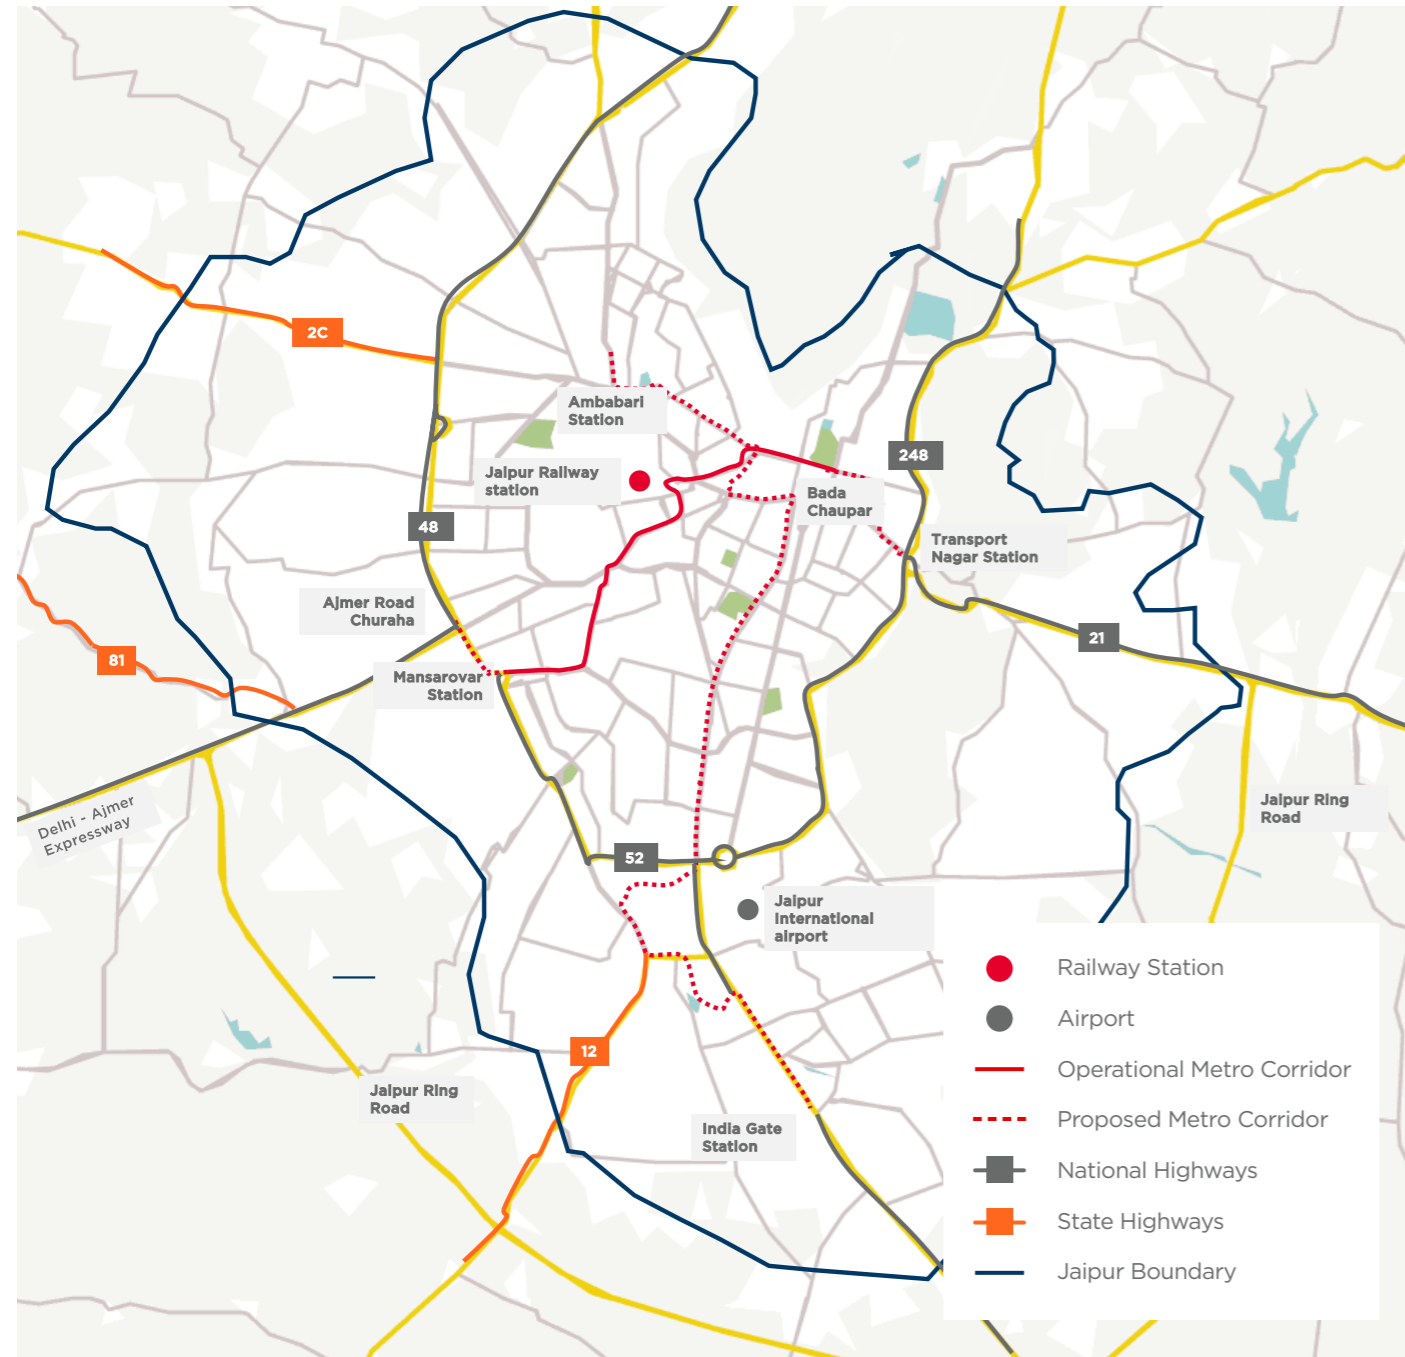 2C
Ambabari
Station
248
Jaipur Railway
station
Bada
Chaupar
48
Transport
Nagar Station
Ajmer Road
Churaha
21
81
Mansarovar
Station
Delhi - Ajmer
Expressway
Jaipur Ring
Road
52
Jaipur
International
airport
Railway Station
Airport
12
Operational Metro Corridor
Jaipur Ring
Road
Proposed Metro Corridor
India Gate
Station
National Highways
State Highways
Jaipur Boundary